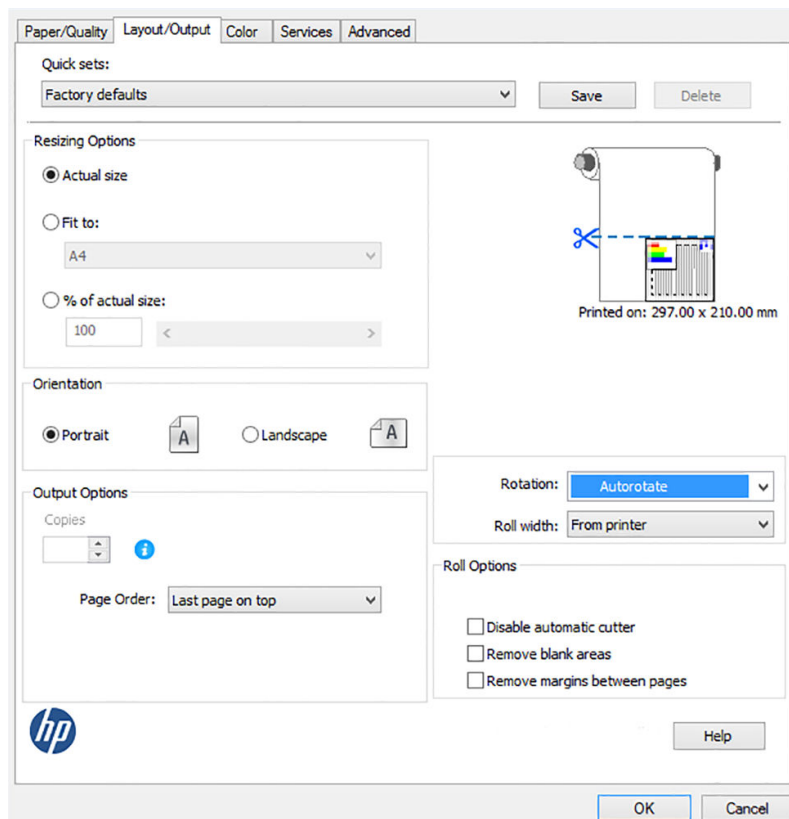 Paper/Quality Layout/Output Color Services Advanced
Quick sets:
Factory defaults Save Delete
Resizing Options
Actual size
Fit to:
A4
% of actual size:
100
Printed on: 297.00 x 210.00 mm
Orientation
Portrait A Landscape A
Rotation: Autorotate
Roll width: From printer
Output Options
Copies
i
Page Order: Last page on top
Roll Options
Disable automatic cutter
Remove blank areas
Remove margins between pages
hp
Help
OK Cancel